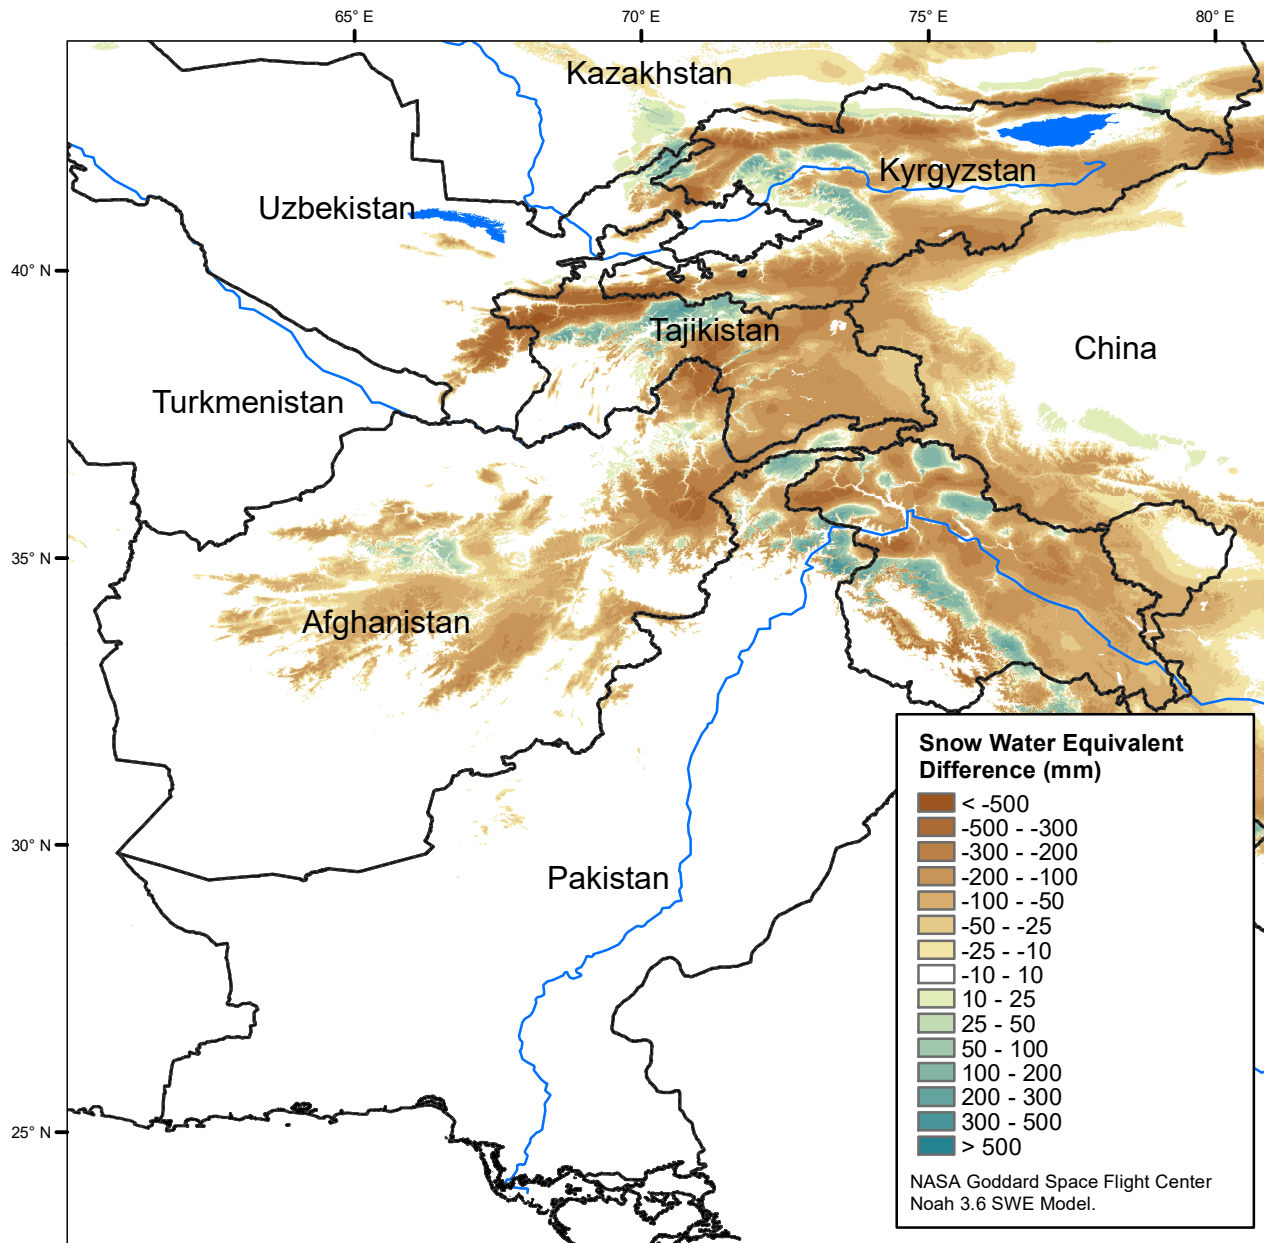 65° E
70° E
75° E
80° E
Kazakhstan
Kyrgyzstan
Uzbekistan
40° N
Tajikistan
China
Turkmenistan
35° N
Afghanistan
Snow Water Equivalent
Difference (mm)
< -500
-500 - -300
-300 - -200
-200 - -100
-100 - -50
-50 - -25
-25 - -10
-10 - 10
10 - 25
25 - 50
50 - 100
100 - 200
200 - 300
300 - 500
> 500
NASA Goddard Space Flight Center
Noah 3.6 SWE Model.
30° N
Pakistan
25° N